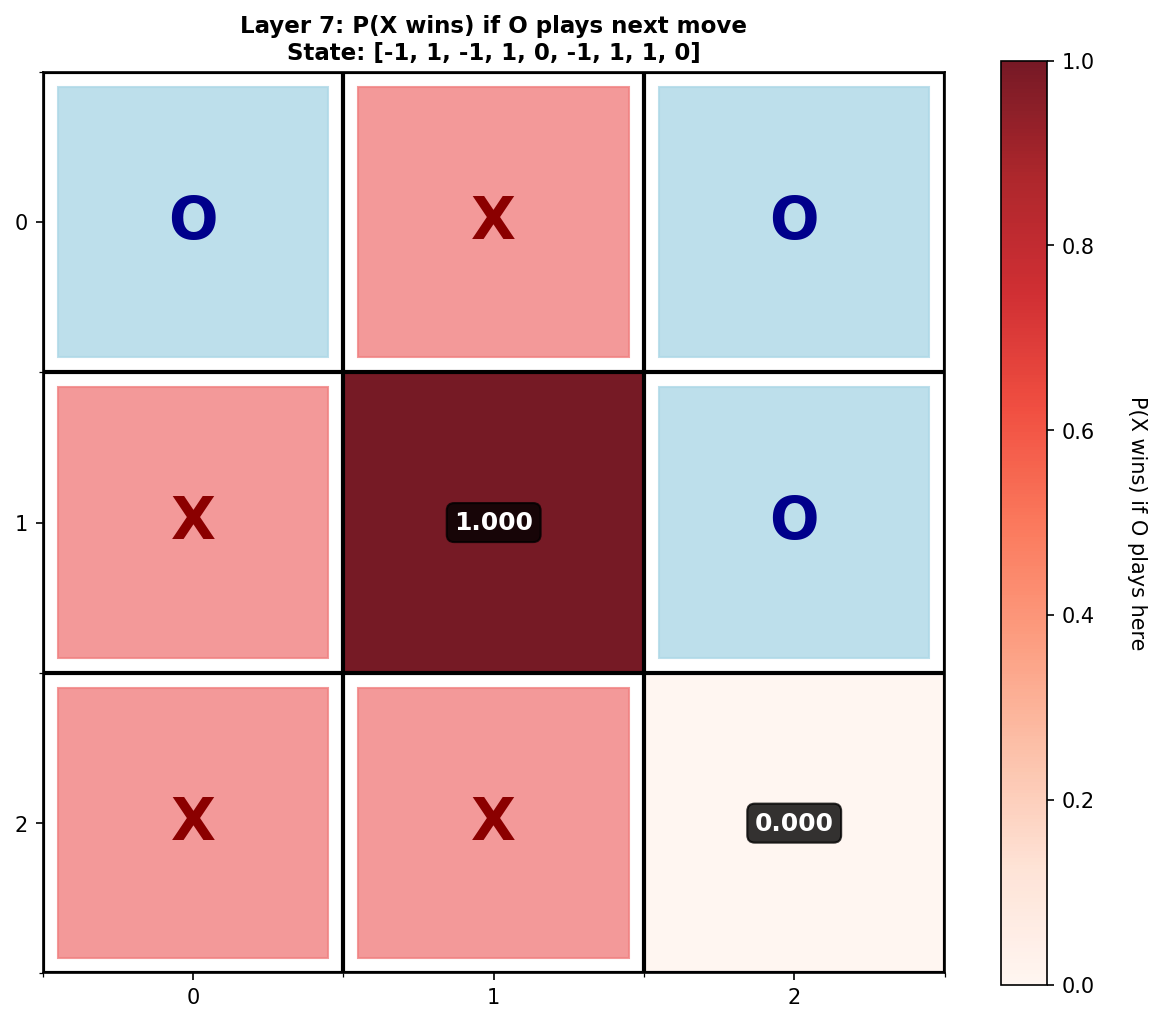 Layer 7: P(X wins) if O plays next move
State: [-1, 1, -1, 1, 0, -1, 1, 1, 0]
O X O
X 1.000 O
X X 0.000
0
1
2
0 1 2
1.0
0.8
0.6
0.4
0.2
0.0
P(X wins) if O plays here